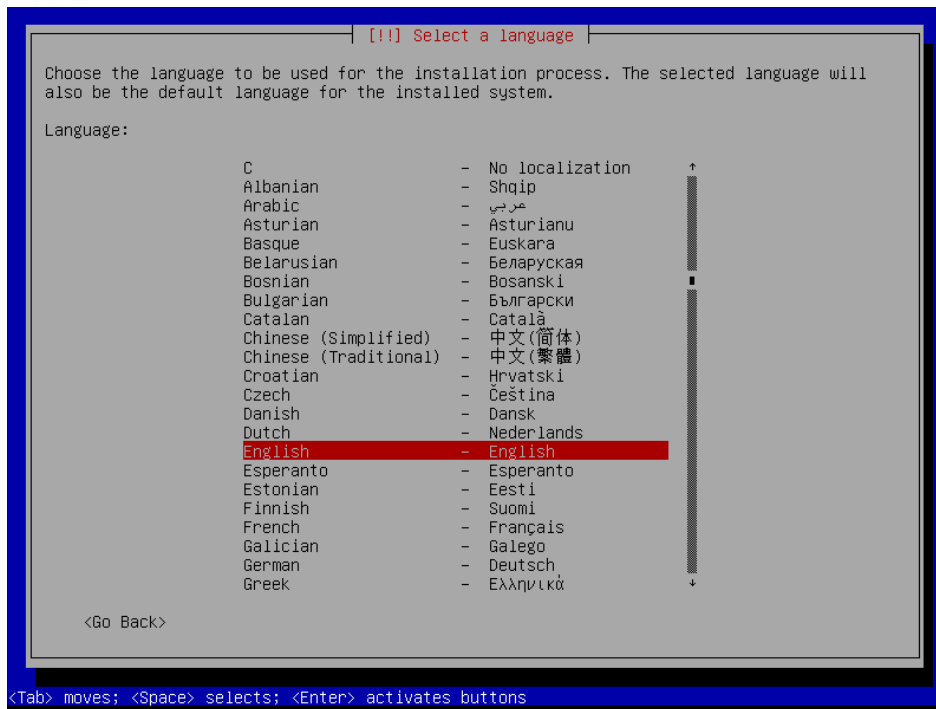 [!!] Select a language
Choose the language to be used for the installation process. The selected language will
also be the default language for the installed system.
Language:
C - No localization ↑
Albanian - Shqip
Arabic - عربي
Asturian - Asturianu
Basque - Euskara
Belarusian - Беларуская
Bosnian - Bosanski
Bulgarian - Български
Catalan - Català
Chinese (Simplified) - 中文(简体)
Chinese (Traditional) - 中文(繁體)
Croatian - Hrvatski
Czech - Čeština
Danish - Dansk
Dutch - Nederlands
English - English
Esperanto - Esperanto
Estonian - Eesti
Finnish - Suomi
French - Français
Galician - Galego
German - Deutsch
Greek - Ελληνικά ↓
<Go Back>
<Tab> moves; <Space> selects; <Enter> activates buttons